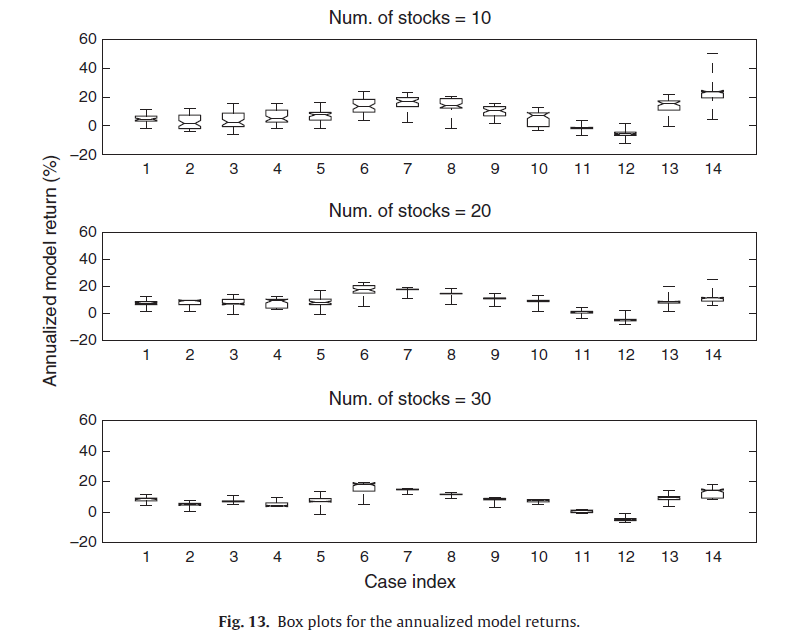 Num. of stocks = 10
60
40
20
0
−20
1 2 3 4 5 6 7 8 9 10 11 12 13 14
Num. of stocks = 20
60
40
20
0
−20
1 2 3 4 5 6 7 8 9 10 11 12 13 14
Annualized model return (%)
Num. of stocks = 30
60
40
20
0
−20
1 2 3 4 5 6 7 8 9 10 11 12 13 14
Case index
Fig. 13. Box plots for the annualized model returns.